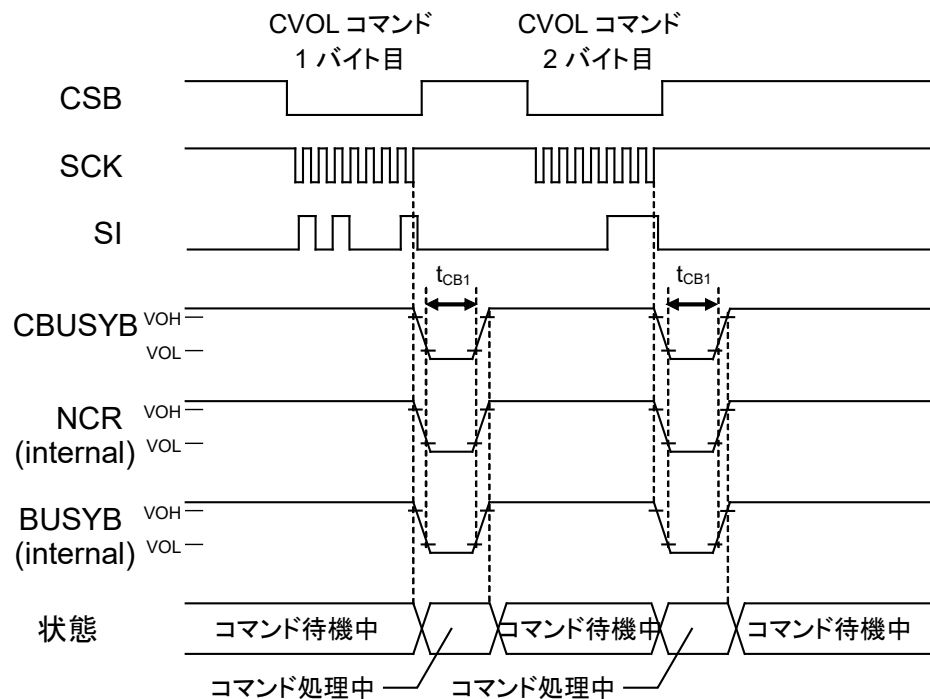 CVOL コマンド
1 バイト目
CVOL コマンド
2 バイト目
CSB
SCK
SI
tCB1
tCB1
CBUSYB
VOH
VOL
NCR
(internal)
VOH
VOL
BUSYB
(internal)
VOH
VOL
状態
コマンド待機中
コマンド待機中
コマンド待機中
コマンド処理中
コマンド処理中